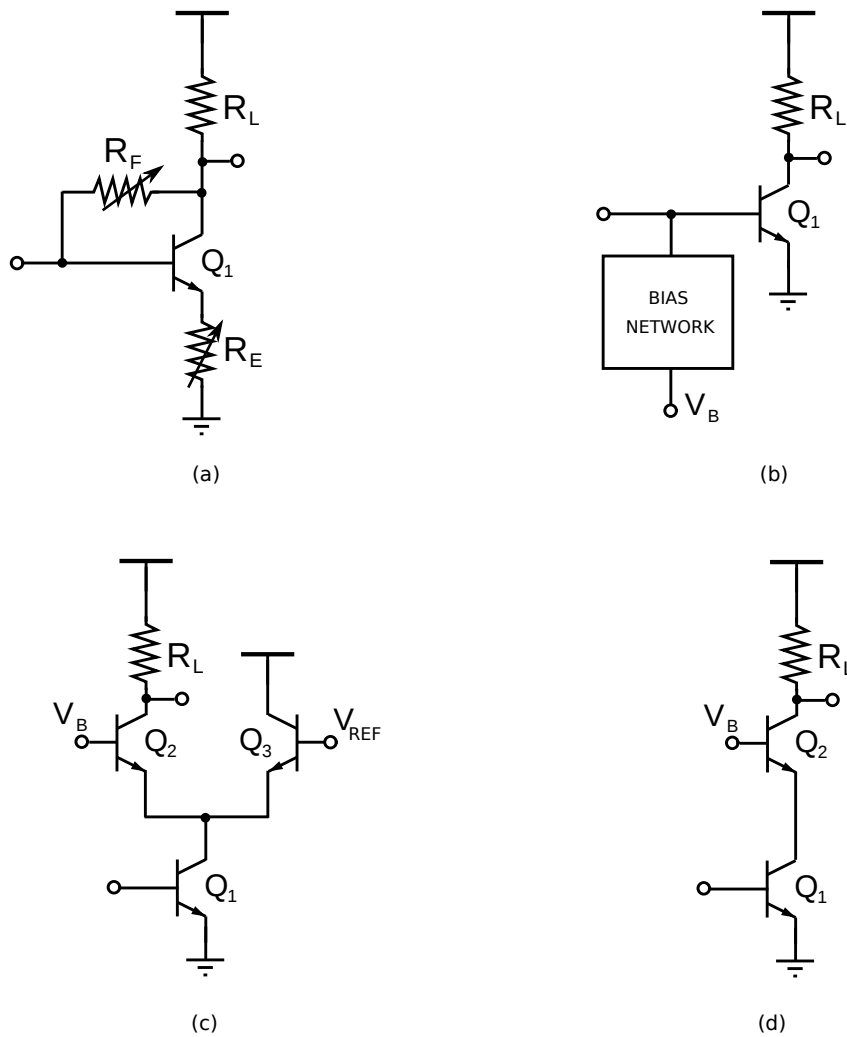 R_L
R_F
Q_1
R_E
(a)
R_L
Q_1
BIAS
NETWORK
V_B
(b)
R_L
V_B
Q_2
Q_3
V_REF
Q_1
(c)
R_L
V_B
Q_2
Q_1
(d)